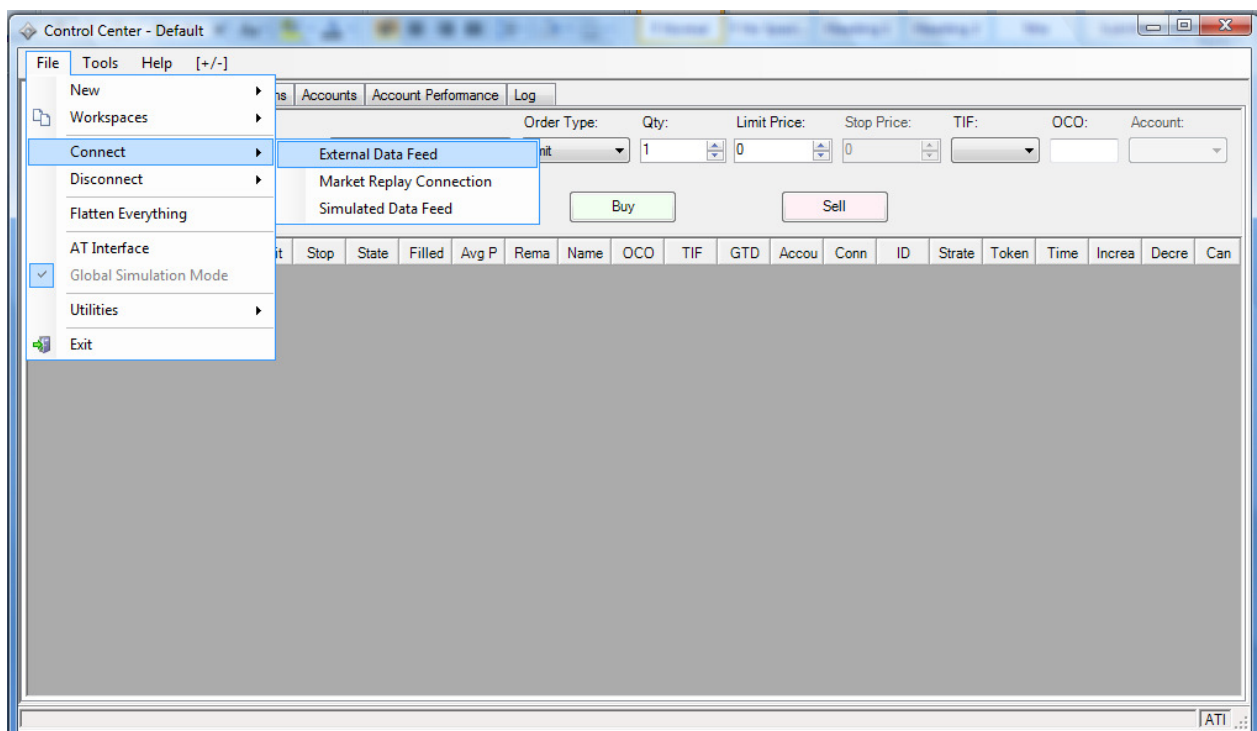 Control Center - Default
File Tools Help [+/-]
New
Workspaces
Connect
Disconnect
Flatten Everything
AT Interface
Global Simulation Mode
Utilities
Exit
External Data Feed
Market Replay Connection
Simulated Data Feed
ns Accounts Account Performance Log
Order Type: Qty: Limit Price: Stop Price: TIF: OCO: Account:
mit 1 0 0
Buy Sell
it Stop State Filled Avg P Rema Name OCO TIF GTD Accou Conn ID Strate Token Time Increa Decre Can
ATI